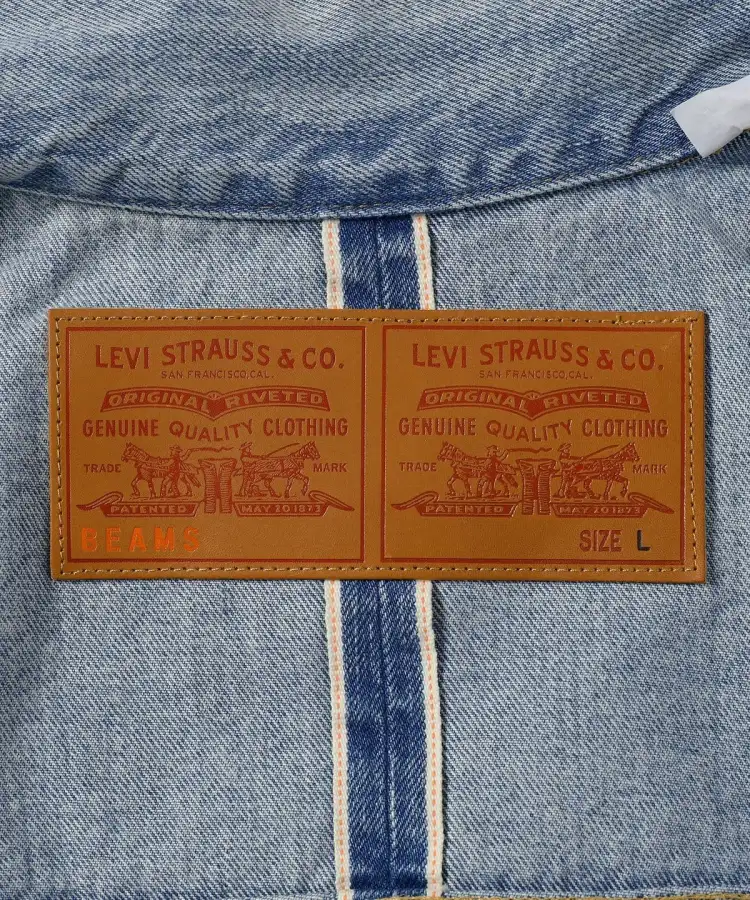 LEVI STRAUSS & CO.
SAN FRANCISCO, CAL.
ORIGINAL RIVETED
GENUINE QUALITY CLOTHING
TRADE MARK
PATENTED MAY 20 1873
BEAMS
LEVI STRAUSS & CO.
SAN FRANCISCO, CAL.
ORIGINAL RIVETED
GENUINE QUALITY CLOTHING
TRADE MARK
PATENTED MAY 20 1873
SIZE L